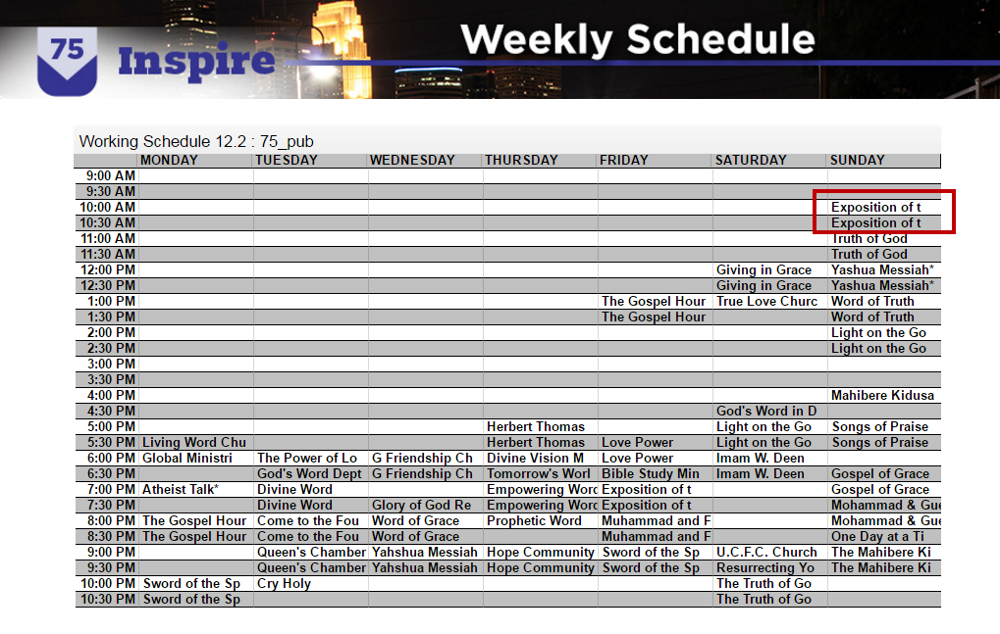 75
Inspire
Weekly Schedule
Working Schedule 12.2 : 75_pub
MONDAY TUESDAY WEDNESDAY THURSDAY FRIDAY SATURDAY SUNDAY
9:00 AM
9:30 AM
10:00 AM Exposition of t
10:30 AM Exposition of t
11:00 AM Truth of God
11:30 AM Truth of God
12:00 PM Giving in Grace Yashua Messiah*
12:30 PM Giving in Grace Yashua Messiah*
1:00 PM The Gospel Hour True Love Churc Word of Truth
1:30 PM The Gospel Hour Word of Truth
2:00 PM Light on the Go
2:30 PM Light on the Go
3:00 PM
3:30 PM
4:00 PM Mahibere Kidusa
4:30 PM God's Word in D
5:00 PM Herbert Thomas Light on the Go Songs of Praise
5:30 PM Living Word Chu Herbert Thomas Love Power Light on the Go Songs of Praise
6:00 PM Global Ministri The Power of Lo G Friendship Ch Divine Vision M Love Power Imam W. Deen
6:30 PM God's Word Dept G Friendship Ch Tomorrow's Worl Bible Study Min Imam W. Deen Gospel of Grace
7:00 PM Atheist Talk* Divine Word Empowering Word Exposition of t Gospel of Grace
7:30 PM Divine Word Glory of God Re Empowering Word Exposition of t Mohammad & Gue
8:00 PM The Gospel Hour Come to the Fou Word of Grace Prophetic Word Muhammad and F Mohammad & Gue
8:30 PM The Gospel Hour Come to the Fou Word of Grace Muhammad and F One Day at a Ti
9:00 PM Queen's Chamber Yahshua Messiah Hope Community Sword of the Sp U.C.F.C. Church The Mahibere Ki
9:30 PM Queen's Chamber Yahshua Messiah Hope Community Sword of the Sp Resurrecting Yo The Mahibere Ki
10:00 PM Sword of the Sp Cry Holy The Truth of Go
10:30 PM Sword of the Sp The Truth of Go